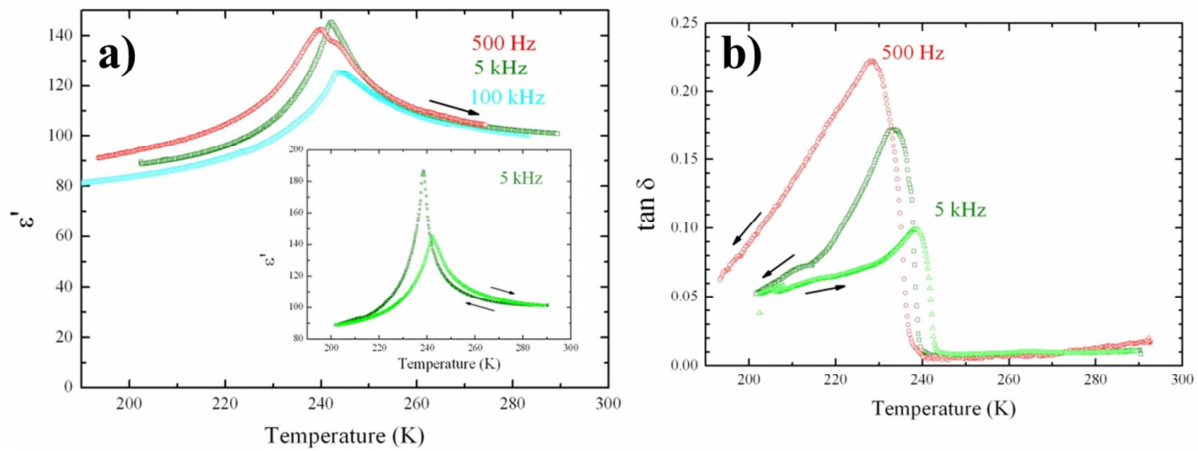 a)
500 Hz
5 kHz
100 kHz
ε'
140
120
100
80
60
40
20
0
200 220 240 260 280 300
Temperature (K)
5 kHz
ε'
200
180
160
140
120
100
80
200 220 240 260 280 300
Temperature (K)
b)
500 Hz
5 kHz
tan δ
0.25
0.20
0.15
0.10
0.05
0.00
200 220 240 260 280 300
Temperature (K)